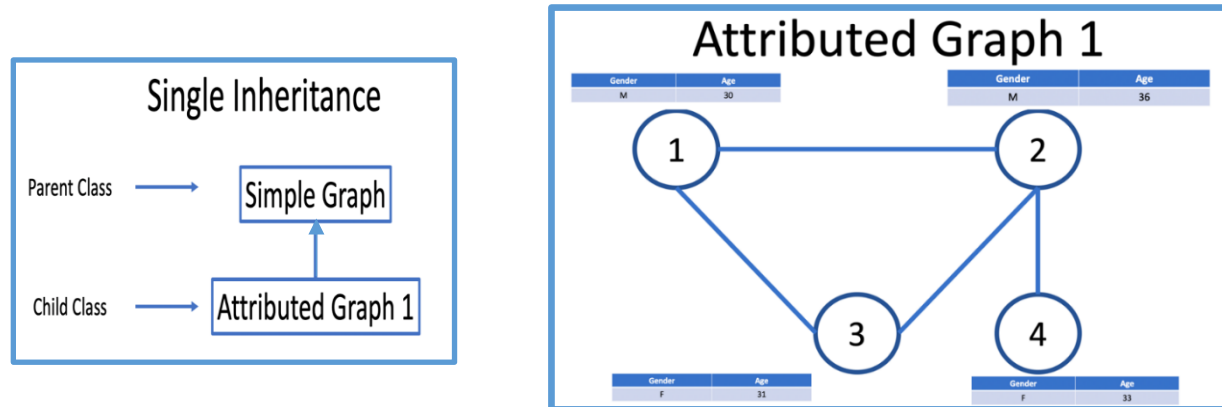 Single Inheritance
Parent Class
Simple Graph
Child Class
Attributed Graph 1
Attributed Graph 1
Gender Age
M 30
Gender Age
M 36
1
2
3
4
Gender Age
F 31
Gender Age
F 33